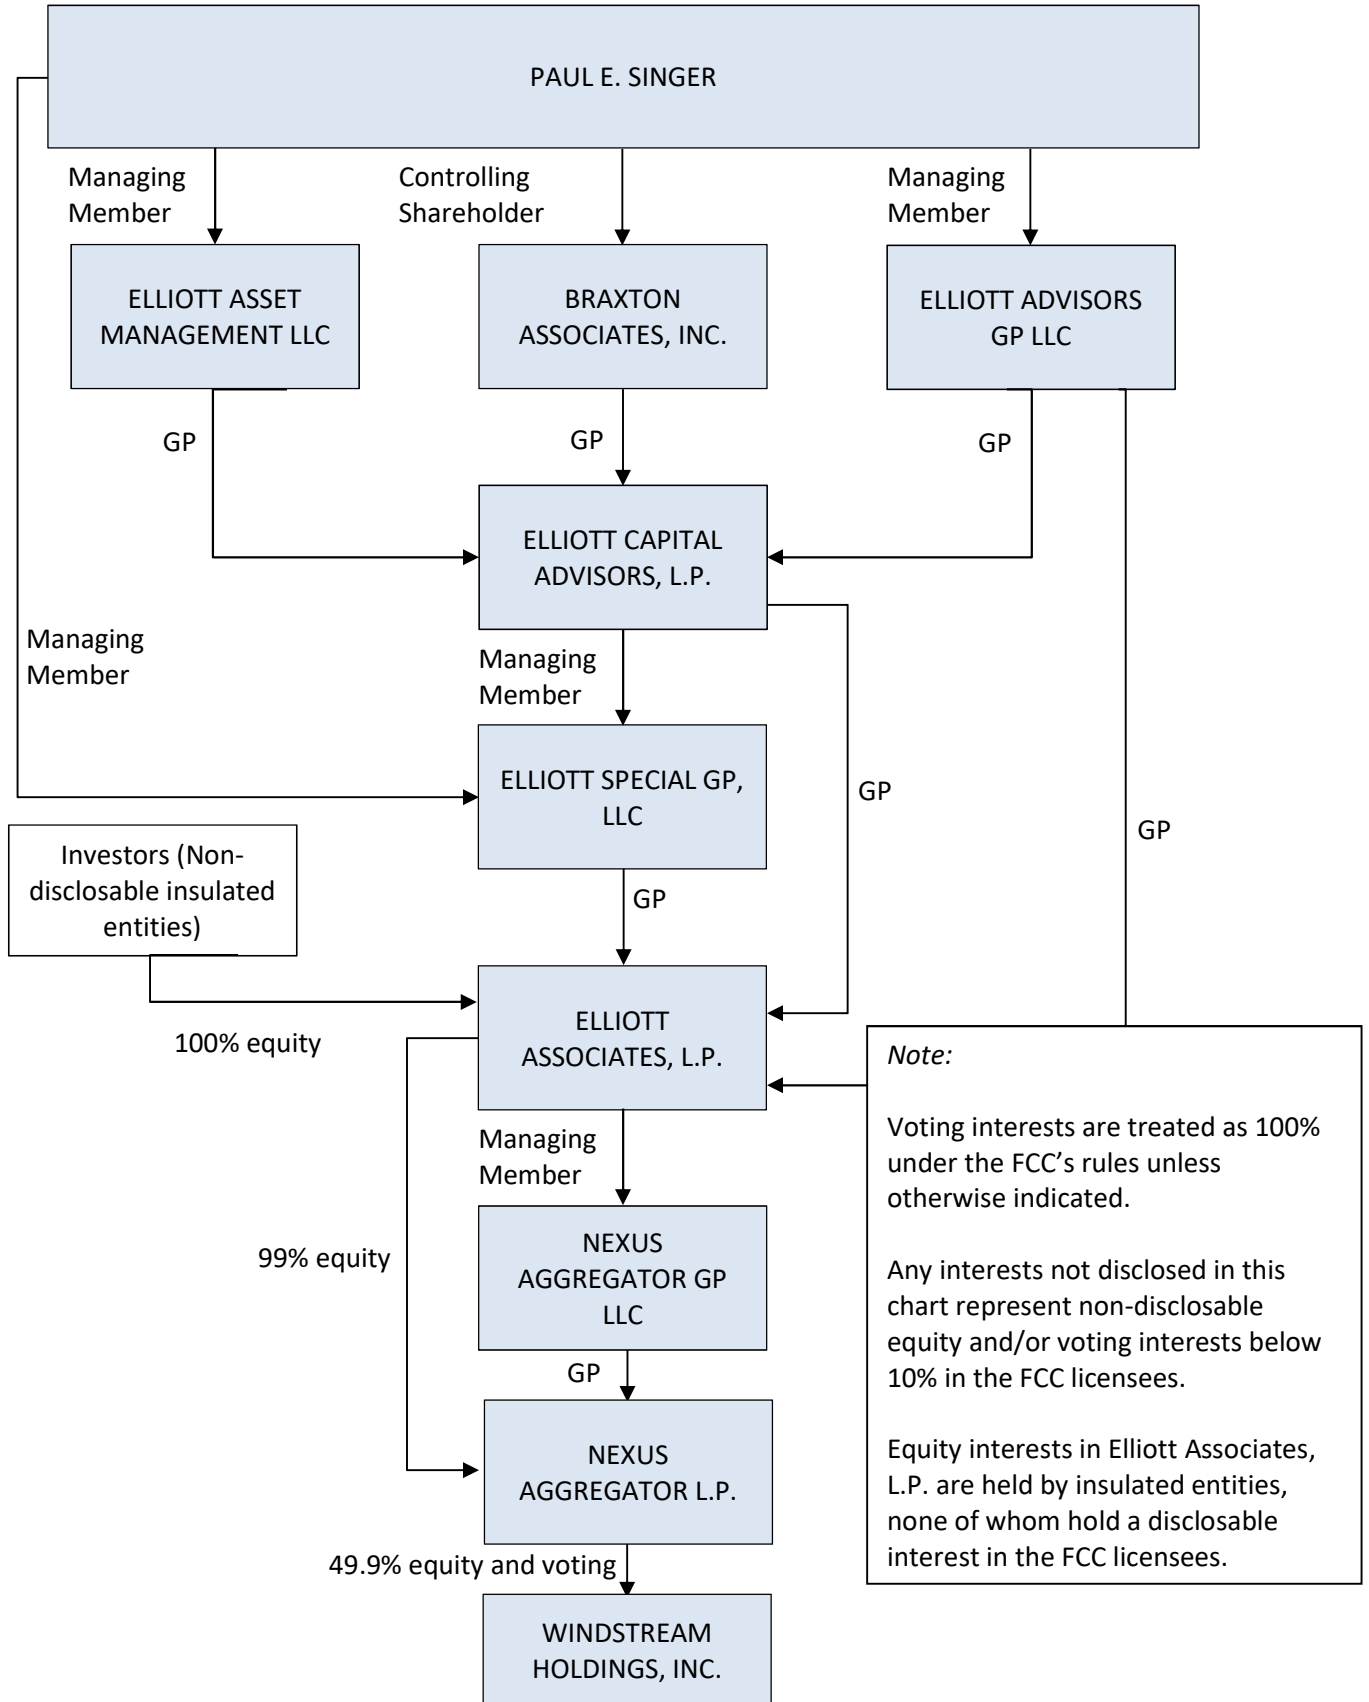 PAUL E. SINGER
Managing
Member
Controlling
Shareholder
Managing
Member
ELLIOTT ASSET
MANAGEMENT LLC
BRAXTON
ASSOCIATES, INC.
ELLIOTT ADVISORS
GP LLC
GP
GP
GP
ELLIOTT CAPITAL
ADVISORS, L.P.
Managing
Member
Managing
Member
ELLIOTT SPECIAL GP,
LLC
GP
GP
Investors (Non-
disclosable insulated
entities)
GP
100% equity
ELLIOTT
ASSOCIATES, L.P.
Managing
Member
99% equity
NEXUS
AGGREGATOR GP
LLC
GP
NEXUS
AGGREGATOR L.P.
49.9% equity and voting
WINDSTREAM
HOLDINGS, INC.
Note:
Voting interests are treated as 100%
under the FCC’s rules unless
otherwise indicated.
Any interests not disclosed in this
chart represent non-disclosable
equity and/or voting interests below
10% in the FCC licensees.
Equity interests in Elliott Associates,
L.P. are held by insulated entities,
none of whom hold a disclosable
interest in the FCC licensees.